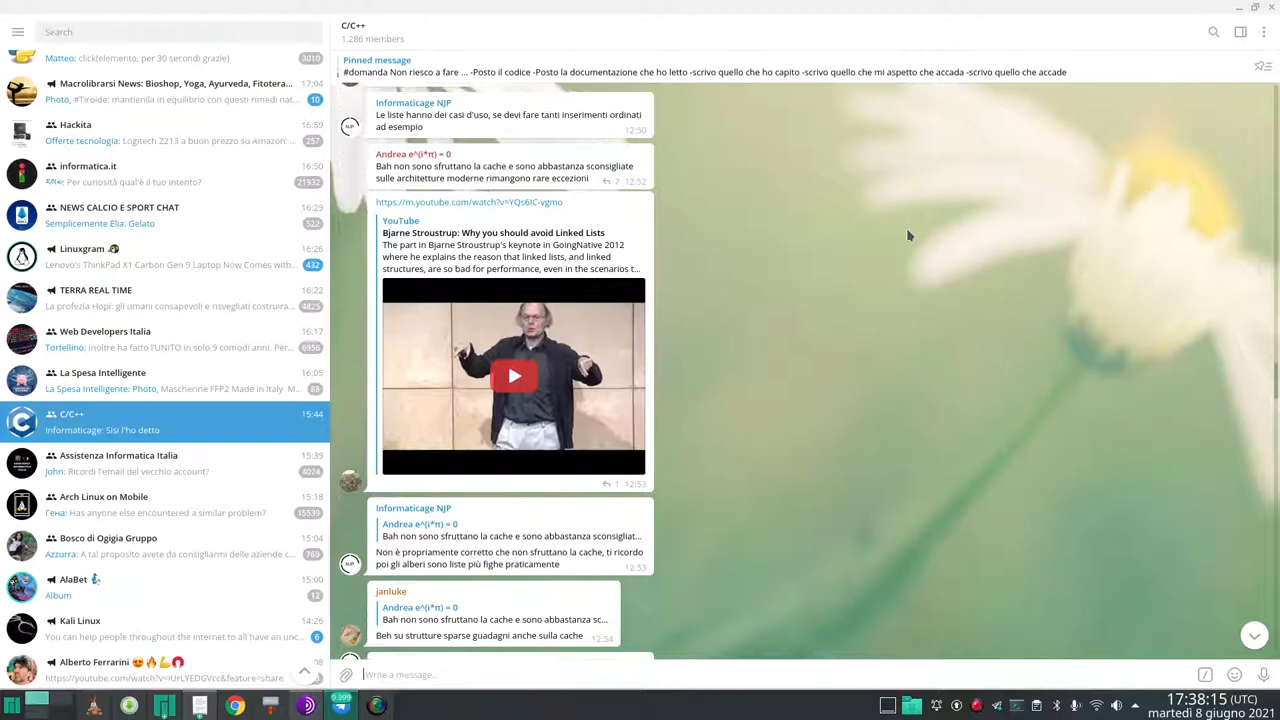 Search
C/C++
1.286 members
Matteo: click(elemento, per 30 secondi grazie)
3010
Macrolibrarsi News: Bioshop, Yoga, Ayurveda, Fitotera...
17:04
Photo, #Tiroide: mantienila in equilibrio con questi rimedi nat...
10
Hackita
16:59
Offerte tecnologia: Logitech Z213 a buon prezzo su Amazon: ...
257
informatica.it
16:50
Per curiosità qual'è il tuo intento?
21932
NEWS CALCIO E SPORT CHAT
16:29
Semplicemente Elia: Gelato
522
Linuxgram
16:26
Lenovo's ThinkPad X1 Carbon Gen 9 Laptop Now Comes with...
432
TERRA REAL TIME
16:22
La profezia Hopi: gli umani consapevoli e risvegliati costruira...
4825
Web Developers Italia
16:17
Tortellino: Inoltre ha fatto l'UNITO in solo 9 comodi anni. Per...
6956
La Spesa Intelligente
16:05
La Spesa Intelligente: Photo, Mascherine FFP2 Made in Italy M...
88
C/C++
15:44
Informaticage: Sisi l'ho detto
Assistenza Informatica Italia
15:39
John: Ricordi l'email del vecchio account?
4074
Arch Linux on Mobile
15:18
Гена: Has anyone else encountered a similar problem?
15539
Bosco di Ogigia Gruppo
15:04
Azzurra: A tal proposito avete da consigliarmi delle aziende c...
769
AlaBet
15:00
Album
12
Kali Linux
14:26
You can help people throughout the internet to all have an unc...
6
Alberto Ferrarini
08
https://youtube.com/watch?v=iUrLYEDGVcc&feature=share
Pinned message
#domanda Non riesco a fare ... -Posto il codice -Posto la documentazione che ho letto -scrivo quello che ho capito -scrivo quello che mi aspetto che accada -scrivo quello che accade
Informaticage NJP
Le liste hanno dei casi d'uso, se devi fare tanti inserimenti ordinati
ad esempio
12:50
Andrea e^(i*π) = 0
Bah non sono sfruttano la cache e sono abbastanza sconsigliate
sulle architetture moderne rimangono rare eccezioni
7 12:52
https://m.youtube.com/watch?v=YQs6IC-vgmo
YouTube
Bjarne Stroustrup: Why you should avoid Linked Lists
The part in Bjarne Stroustrup's keynote in GoingNative 2012
where he explains the reason that linked lists, and linked
structures, are so bad for performance, even in the scenarios t...
1 12:53
Informaticage NJP
Andrea e^(i*π) = 0
Bah non sono sfruttano la cache e sono abbastanza sconsigliat...
Non è propriamente corretto che non sfruttano la cache, ti ricordo
poi gli alberi sono liste più fighe praticamente
12:53
janluke
Andrea e^(i*π) = 0
Bah non sono sfruttano la cache e sono abbastanza sc...
Beh su strutture sparse guadagni anche sulla cache
12:54
Write a message...
9.999
17:38:15 (UTC)
martedì 8 giugno 2021